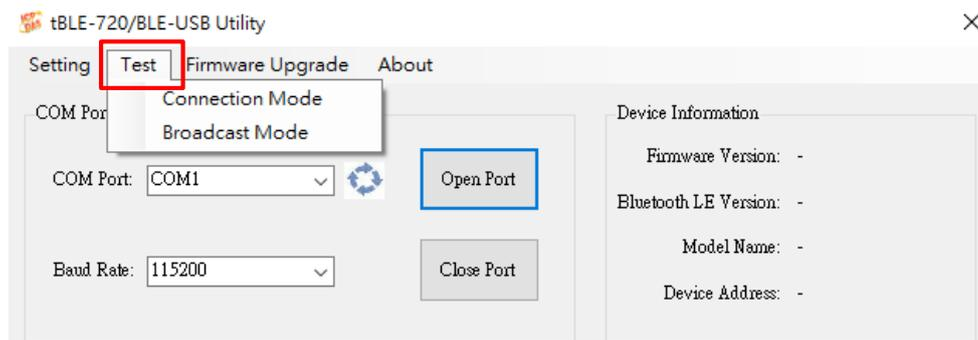 tBLE-720/BLE-USB Utility
Setting Test Firmware Upgrade About
Connection Mode
Broadcast Mode
COM Por
COM Port: COM1
Open Port
Baud Rate: 115200
Close Port
Device Information
Firmware Version: -
Bluetooth LE Version: -
Model Name: -
Device Address: -